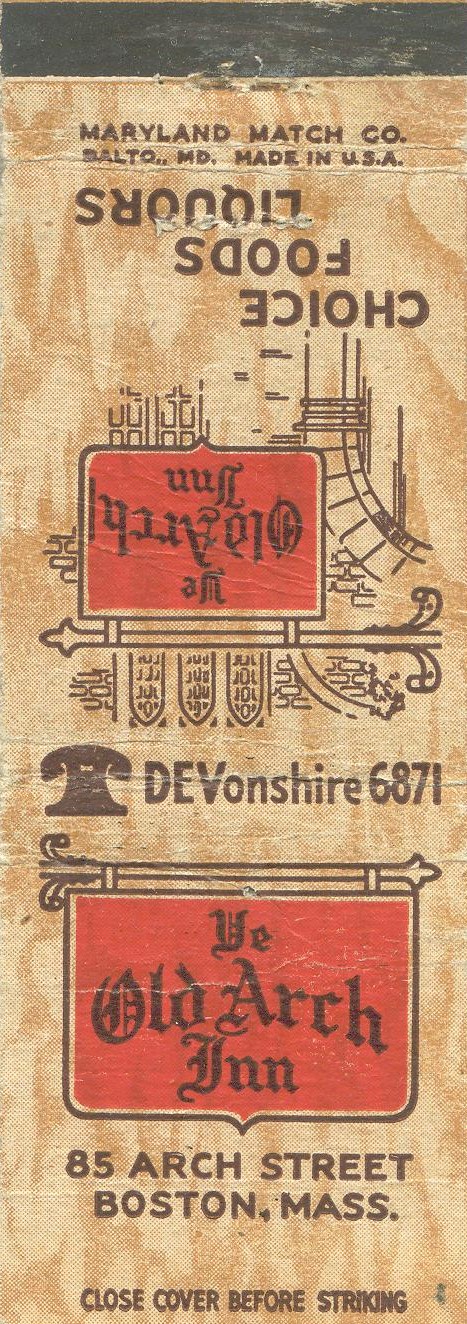 MARYLAND MATCH CO.
BALTO., MD. MADE IN U.S.A.
CHOICE
FOODS
LIQUORS
Ye
Old Arch
Inn
DEVonshire 6871
Ye
Old Arch
Inn
85 ARCH STREET
BOSTON, MASS.
CLOSE COVER BEFORE STRIKING